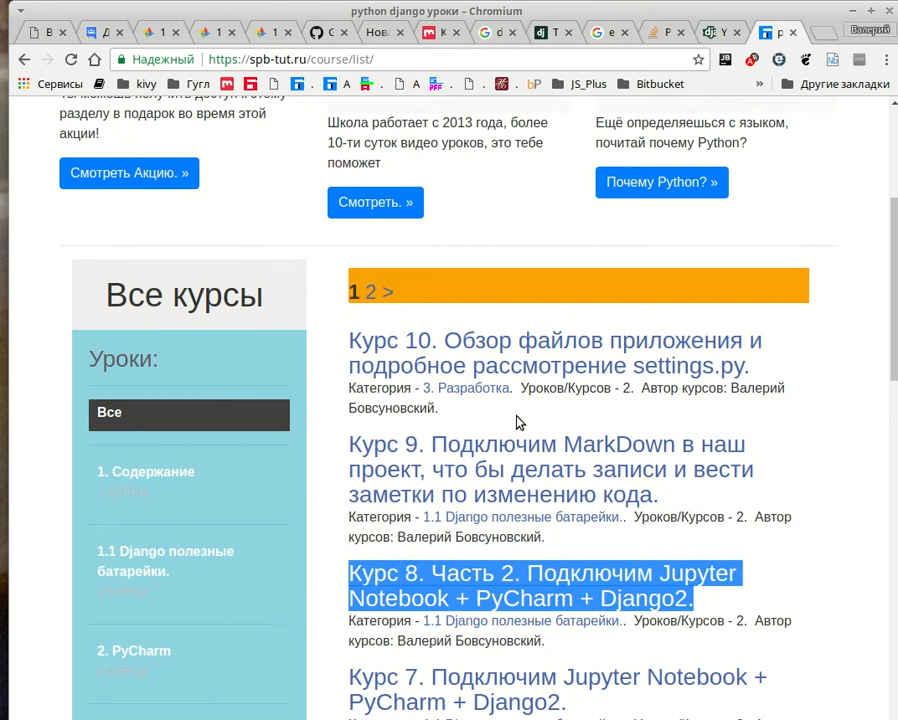 python django уроки – Chromium
В
Д
1
1
1
G
Нова
К
d
T
е
P
Y
р
Валерий
Надежный
https://spb-tut.ru/course/list/
Сервисы
kivy
Гугл
А
А
bP
JS_Plus
Bitbucket
»
Другие закладки
разделу в подарок во время этой
акции!
Смотреть Акцию. »
Школа работает с 2013 года, более
10-ти суток видео уроков, это тебе
поможет
Смотреть. »
Ещё определяешься с языком,
почитай почему Python?
Почему Python? »
Все курсы
Уроки:
Все
1. Содержание
1.1 Django полезные
батарейки.
2. PyCharm
1 2 >
Курс 10. Обзор файлов приложения и
подробное рассмотрение settings.py.
Категория - 3. Разработка. Уроков/Курсов - 2. Автор курсов: Валерий
Бовсуновский.
Курс 9. Подключим MarkDown в наш
проект, что бы делать записи и вести
заметки по изменению кода.
Категория - 1.1 Django полезные батарейки.. Уроков/Курсов - 2. Автор
курсов: Валерий Бовсуновский.
Курс 8. Часть 2. Подключим Jupyter
Notebook + PyCharm + Django2.
Категория - 1.1 Django полезные батарейки.. Уроков/Курсов - 2. Автор
курсов: Валерий Бовсуновский.
Курс 7. Подключим Jupyter Notebook +
PyCharm + Django2.